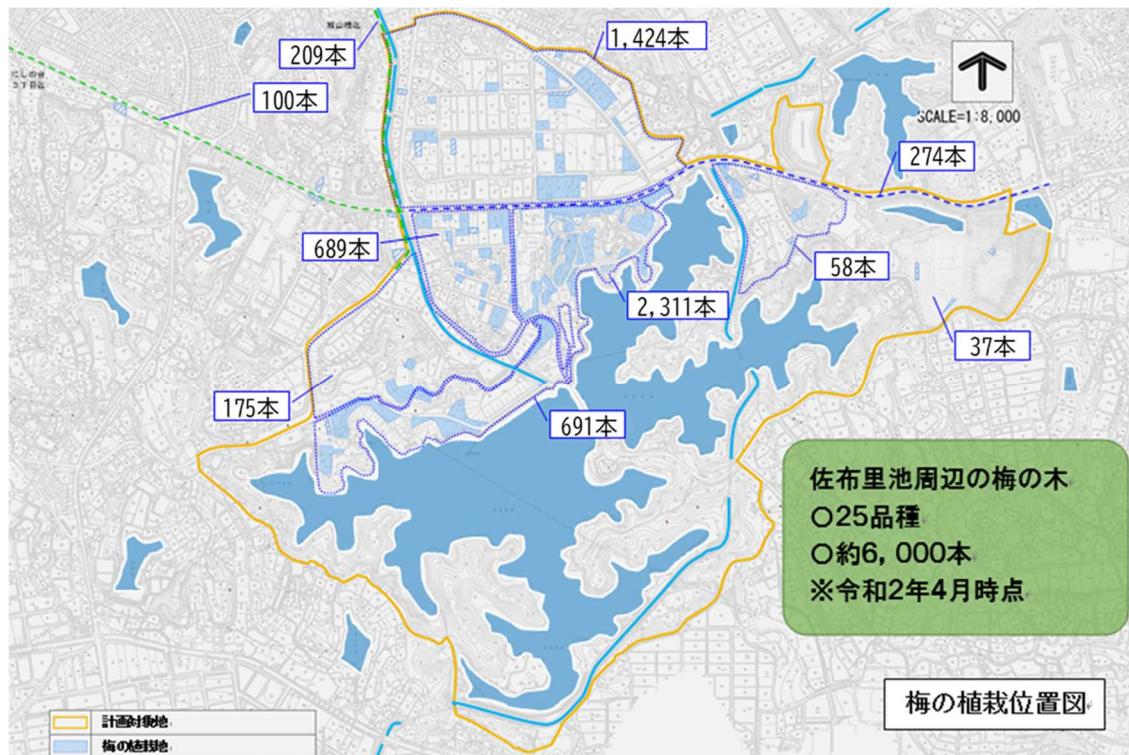 209本
1,424本
100本
SCALE=1:8,000
274本
689本
58本
2,311本
37本
175本
691本
佐布里池周辺の梅の木
○25品種
○約6,000本
※令和2年4月時点
梅の植栽位置図
計画対象地
梅の植栽地